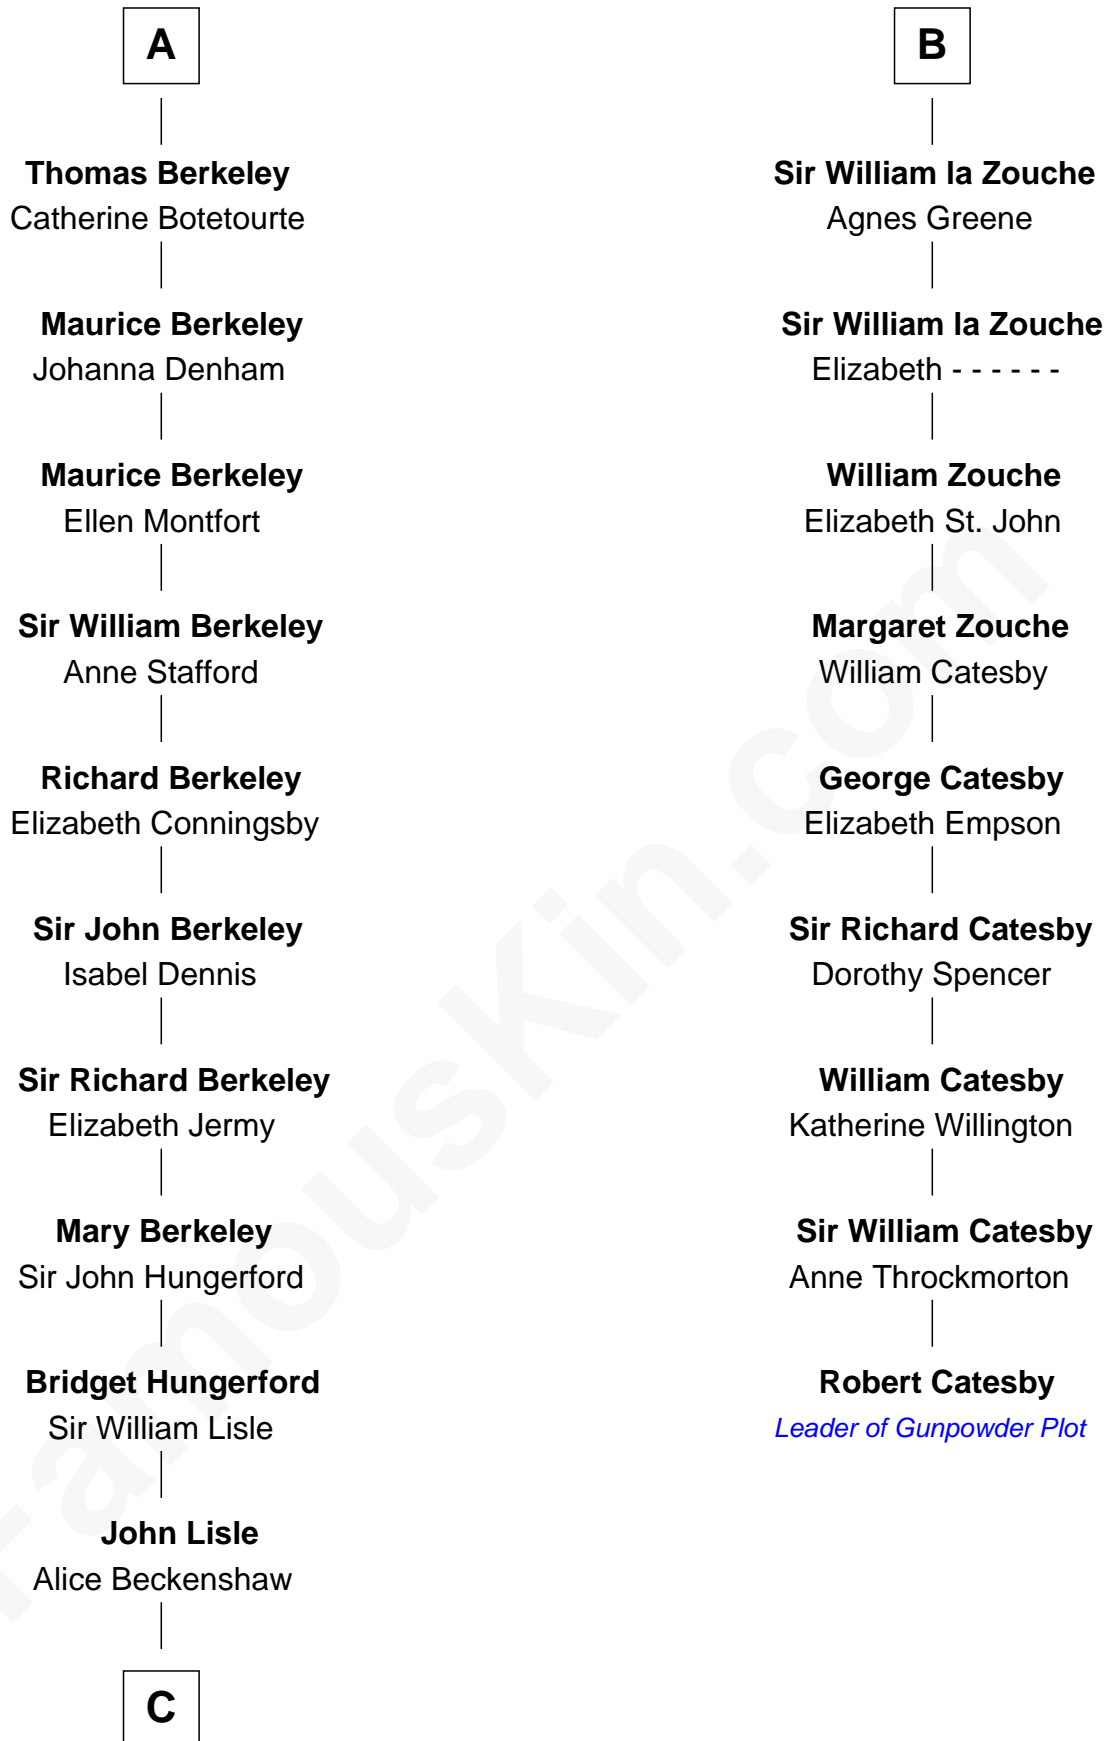 A
Thomas Berkeley
Catherine Botetourte
Maurice Berkeley
Johanna Denham
Maurice Berkeley
Ellen Montfort
Sir William Berkeley
Anne Stafford
Richard Berkeley
Elizabeth Conningsby
Sir John Berkeley
Isabel Dennis
Sir Richard Berkeley
Elizabeth Jermy
Mary Berkeley
Sir John Hungerford
Bridget Hungerford
Sir William Lisle
John Lisle
Alice Beckenshaw
C
B
Sir William la Zouche
Agnes Greene
Sir William la Zouche
Elizabeth - - - - - -
William Zouche
Elizabeth St. John
Margaret Zouche
William Catesby
George Catesby
Elizabeth Empson
Sir Richard Catesby
Dorothy Spencer
William Catesby
Katherine Willington
Sir William Catesby
Anne Throckmorton
Robert Catesby
Leader of Gunpowder Plot
FamousKin.com